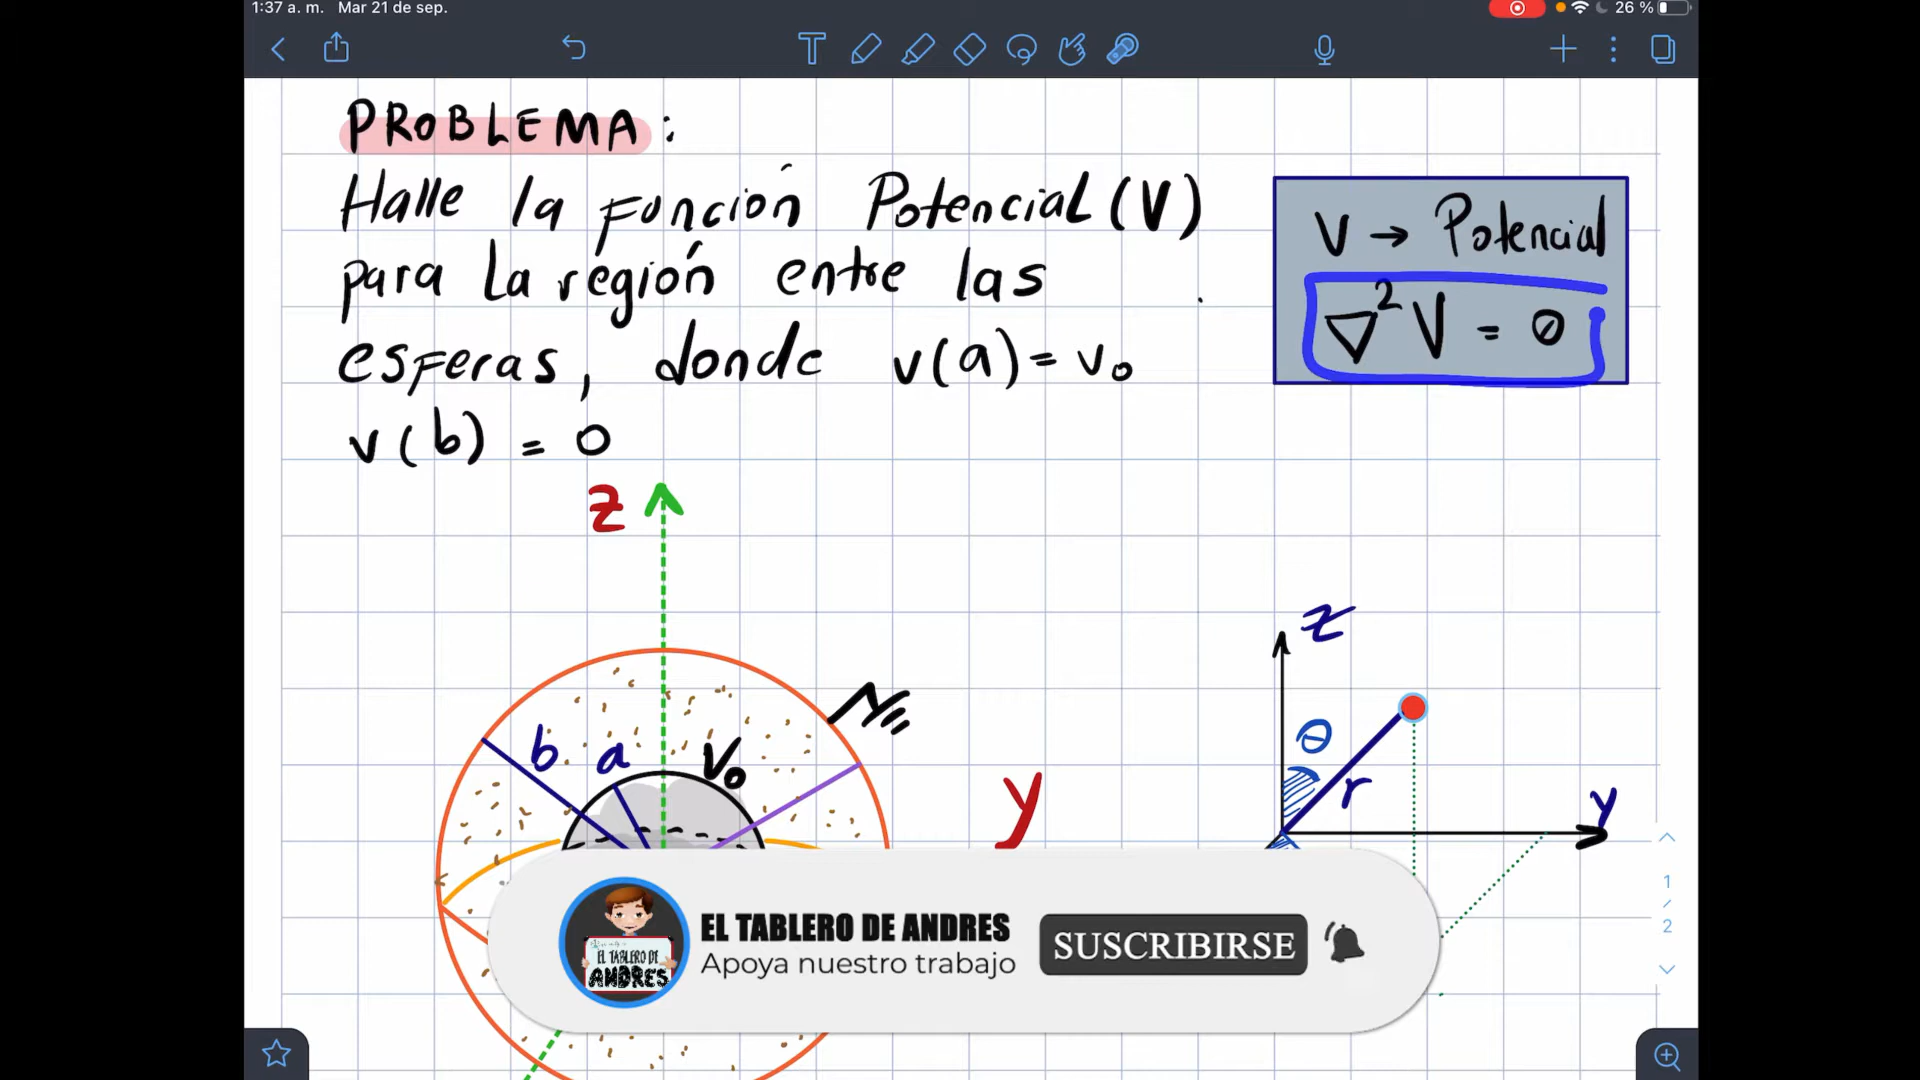 1:37 a. m. Mar 21 de sep.
26 %
T
PROBLEMA:
Halle la función Potencial (V)
para la región entre las
esferas, donde v(a) = v₀
v(b) = 0
V → Potencial
∇²V = 0
z
b a V₀
y
z
θ
r
y
1
/
2
EL TABLERO DE ANDRES
Apoya nuestro trabajo
SUSCRIBIRSE
EL TABLERO DE
ANDRES